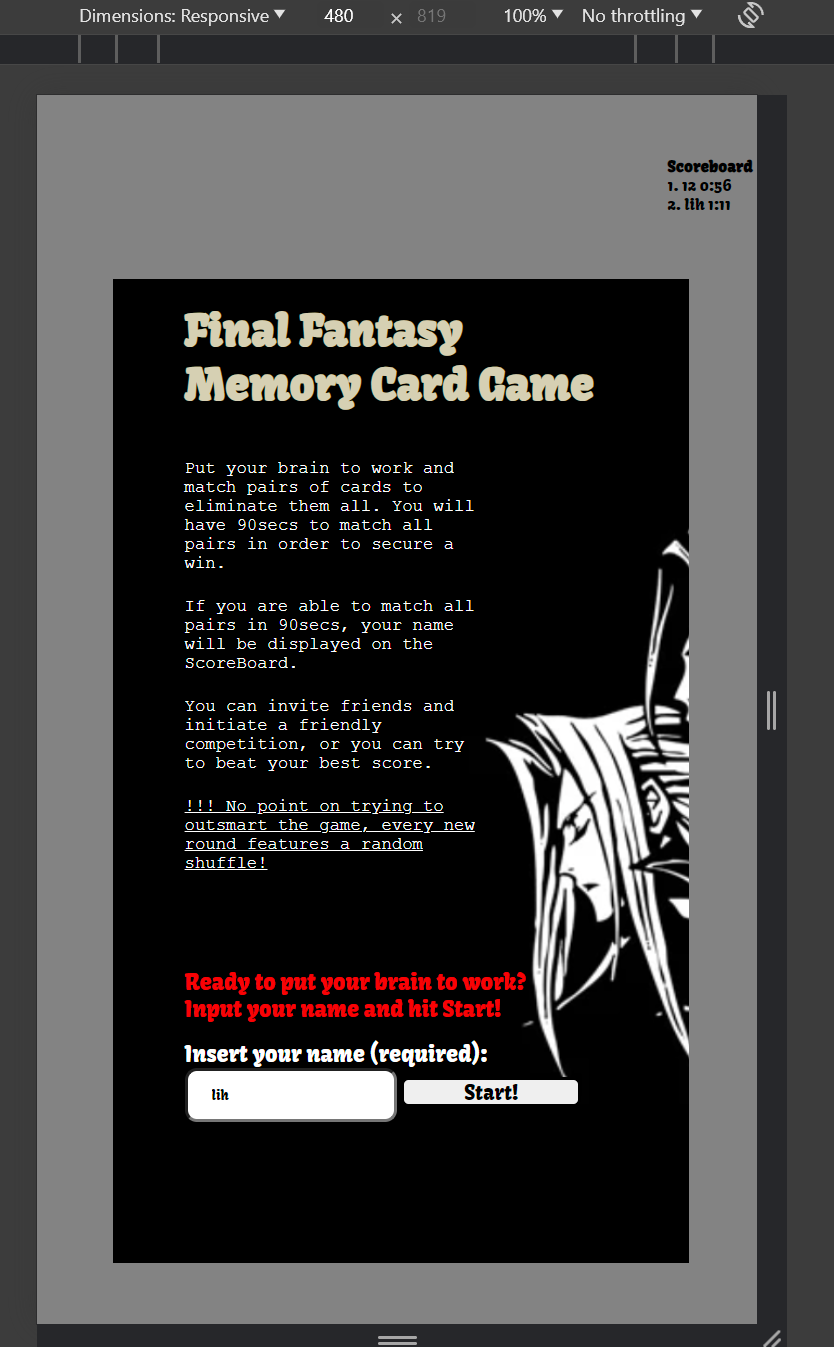 Dimensions: Responsive 480 × 819 100% No throttling
Scoreboard
1. 12 0:56
2. lih 1:11
Final Fantasy
Memory Card Game
Put your brain to work and
match pairs of cards to
eliminate them all. You will
have 90secs to match all
pairs in order to secure a
win.
If you are able to match all
pairs in 90secs, your name
will be displayed on the
ScoreBoard.
You can invite friends and
initiate a friendly
competition, or you can try
to beat your best score.
!!! No point on trying to
outsmart the game, every new
round features a random
shuffle!
Ready to put your brain to work?
Input your name and hit Start!
Insert your name (required):
lih Start!